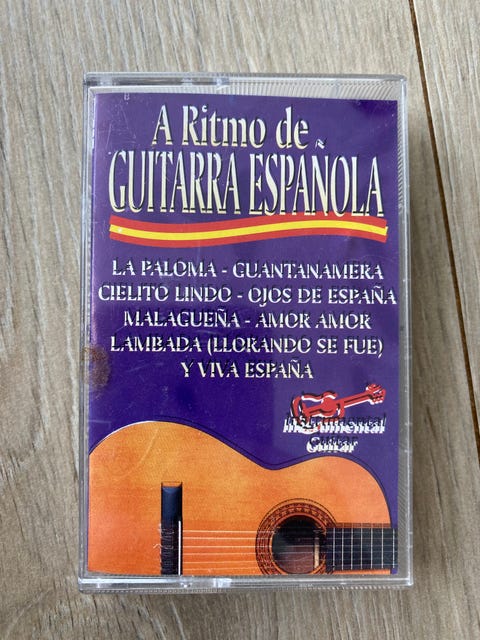 A Ritmo de
GUITARRA ESPAÑOLA
LA PALOMA - GUANTANAMERA
CIELITO LINDO - OJOS DE ESPAÑA
MALAGUEÑA - AMOR AMOR
LAMBADA (LLORANDO SE FUE)
Y VIVA ESPAÑA
Instrumental
Guitar